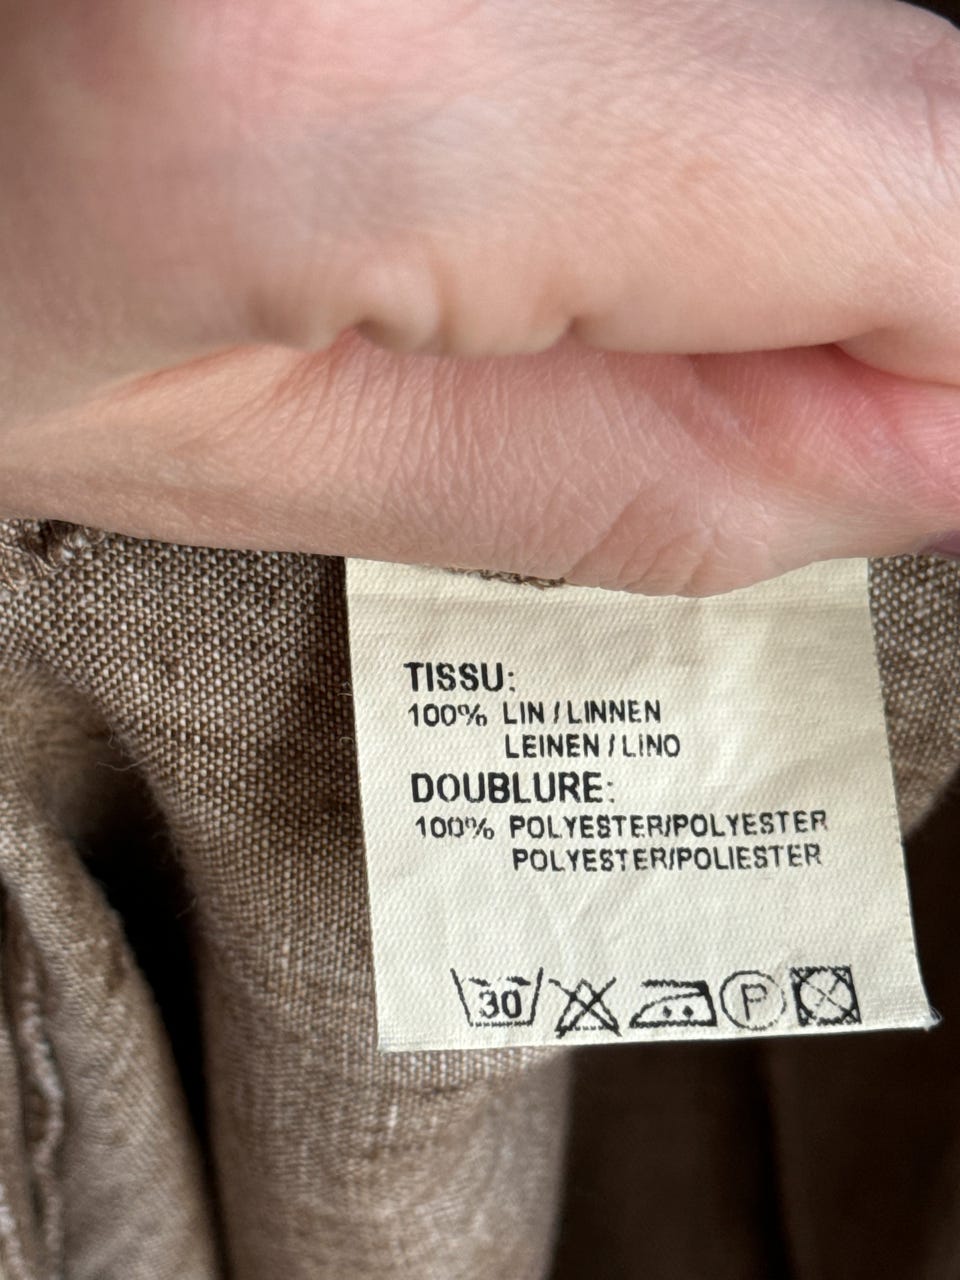 TISSU:
100% LIN / LINNEN
LEINEN / LINO
DOUBLURE:
100% POLYESTER/POLYESTER
POLYESTER/POLIESTER
30 P